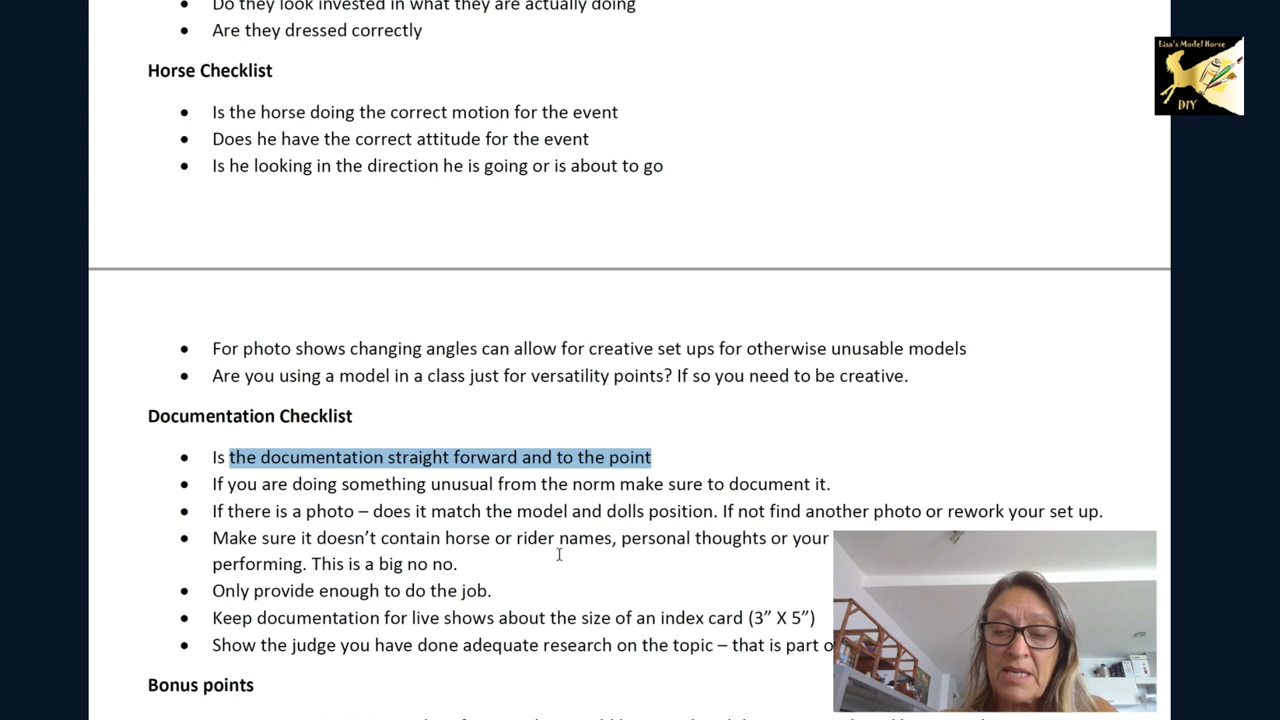 Do they look invested in what they are actually doing
Are they dressed correctly
Lisa's Model Horse
DIY
Horse Checklist
Is the horse doing the correct motion for the event
Does he have the correct attitude for the event
Is he looking in the direction he is going or is about to go
For photo shows changing angles can allow for creative set ups for otherwise unusable models
Are you using a model in a class just for versatility points? If so you need to be creative.
Documentation Checklist
Is the documentation straight forward and to the point
If you are doing something unusual from the norm make sure to document it.
If there is a photo – does it match the model and dolls position. If not find another photo or rework your set up.
Make sure it doesn’t contain horse or rider names, personal thoughts or your
performing. This is a big no no.
Only provide enough to do the job.
Keep documentation for live shows about the size of an index card (3” X 5”)
Show the judge you have done adequate research on the topic – that is part
Bonus points